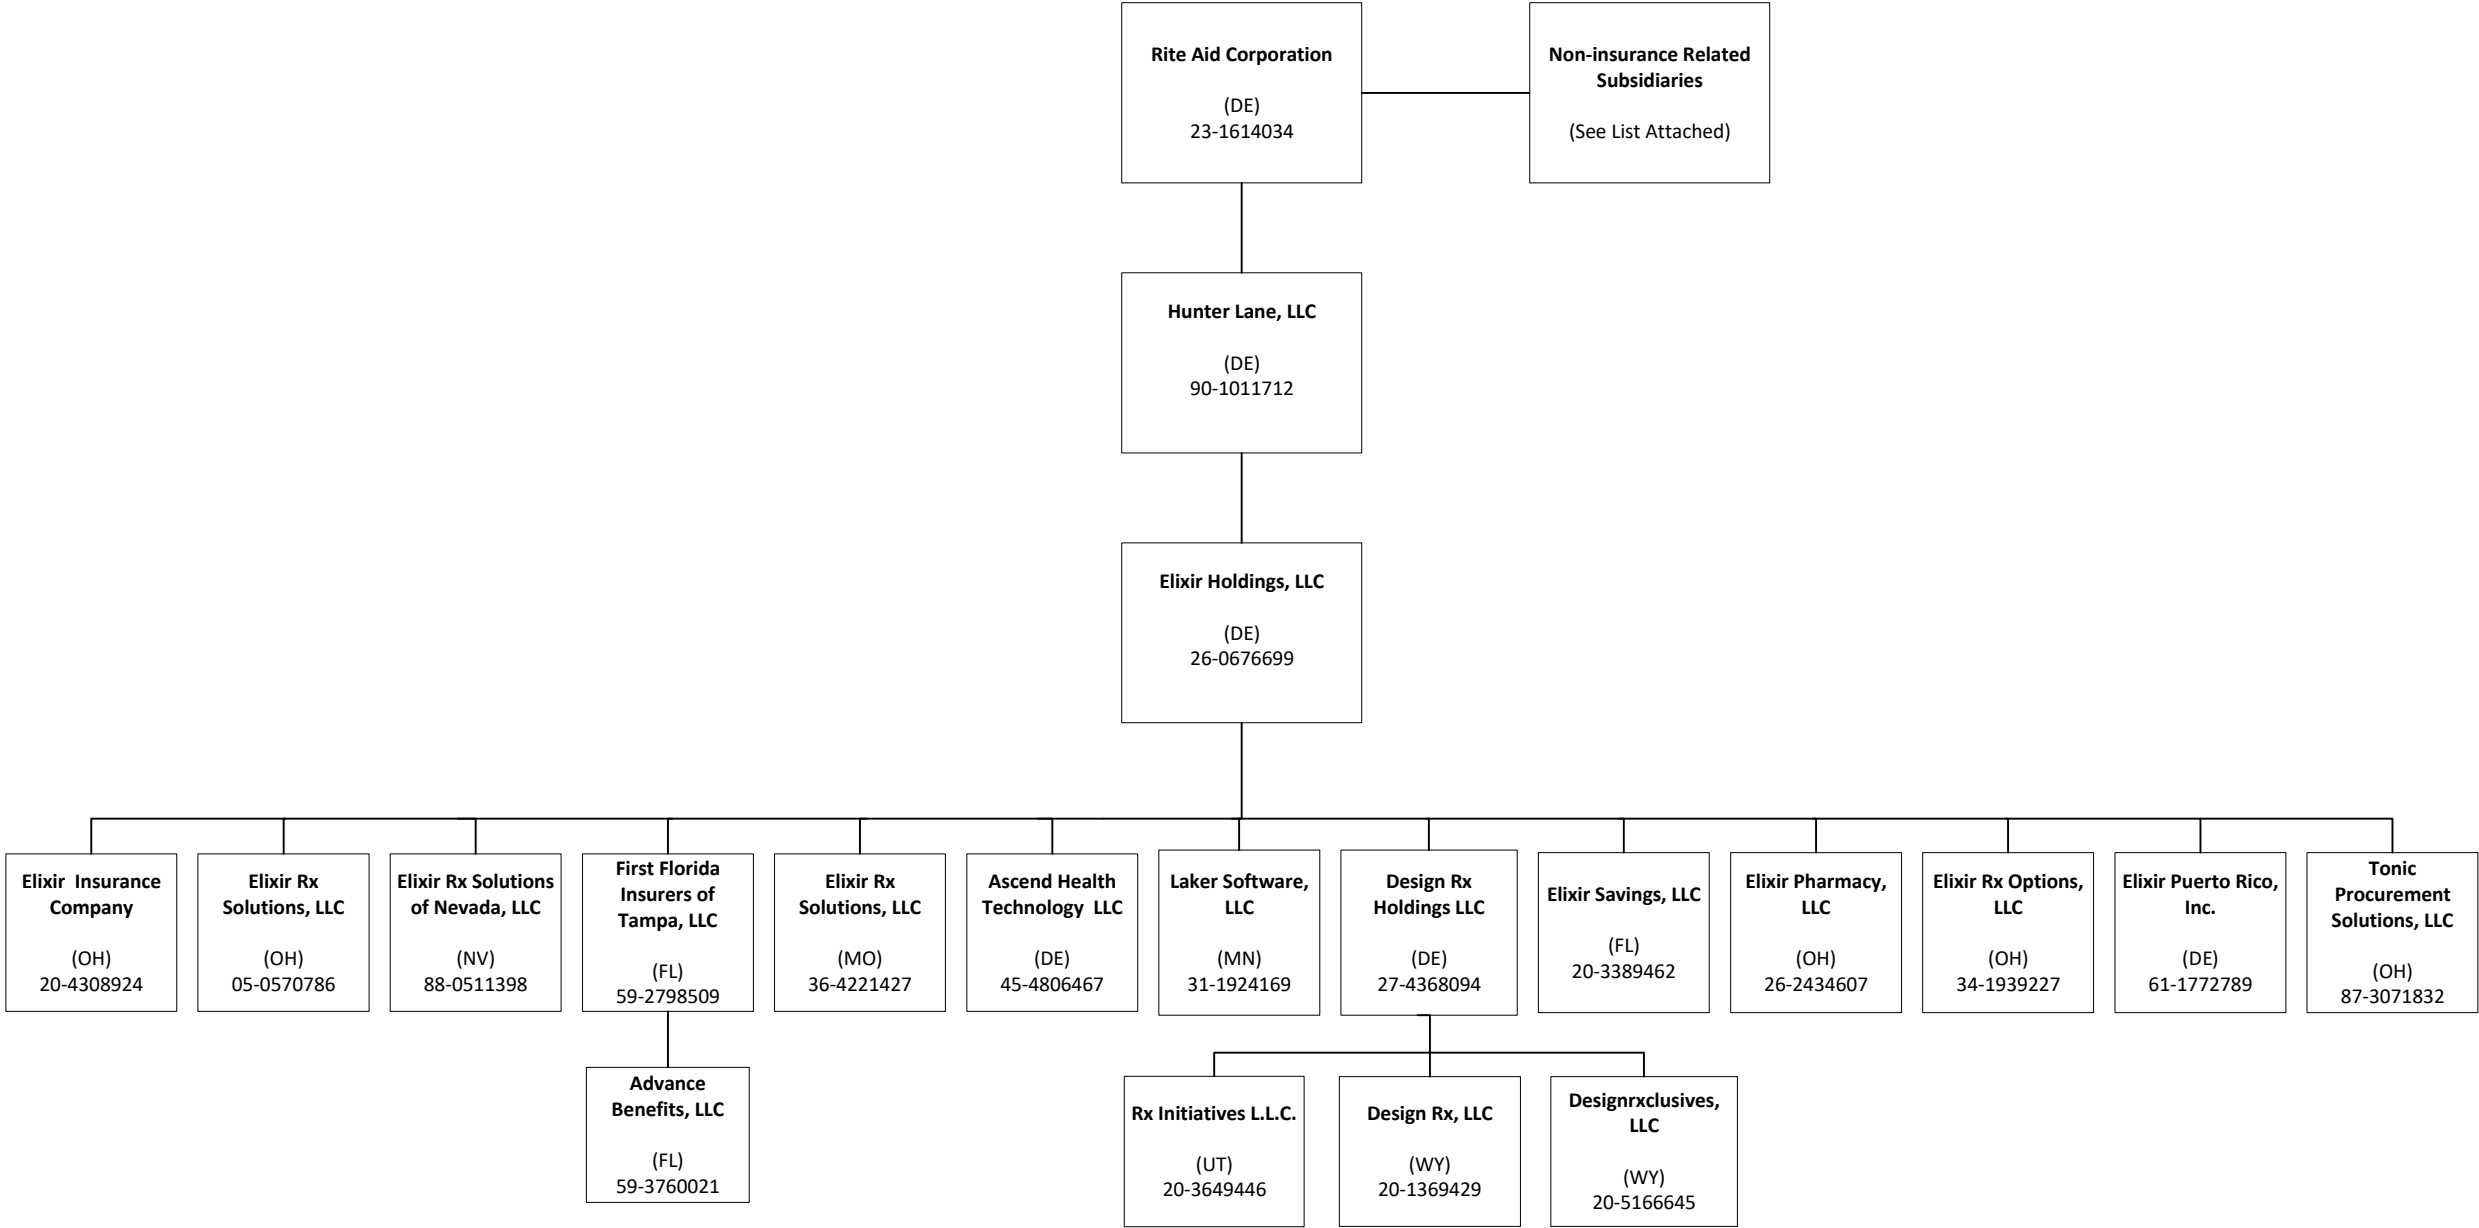 Rite Aid Corporation
(DE)
23-1614034
Non-insurance Related
Subsidiaries
(See List Attached)
Hunter Lane, LLC
(DE)
90-1011712
Elixir Holdings, LLC
(DE)
26-0676699
Elixir  Insurance
Company
(OH)
20-4308924
Elixir Rx
Solutions, LLC
(OH)
05-0570786
Elixir Rx Solutions
of Nevada, LLC
(NV)
88-0511398
First Florida
Insurers of
Tampa, LLC
(FL)
59-2798509
Elixir Rx
Solutions, LLC
(MO)
36-4221427
Ascend Health
Technology  LLC
(DE)
45-4806467
Laker Software,
LLC
(MN)
31-1924169
Design Rx
Holdings LLC
(DE)
27-4368094
Elixir Savings, LLC
(FL)
20-3389462
Elixir Pharmacy,
LLC
(OH)
26-2434607
Elixir Rx Options,
LLC
(OH)
34-1939227
Elixir Puerto Rico,
Inc.
(DE)
61-1772789
Tonic
Procurement
Solutions, LLC
(OH)
87-3071832
Advance
Benefits, LLC
(FL)
59-3760021
Rx Initiatives L.L.C.
(UT)
20-3649446
Design Rx, LLC
(WY)
20-1369429
Designrxclusives,
LLC
(WY)
20-5166645